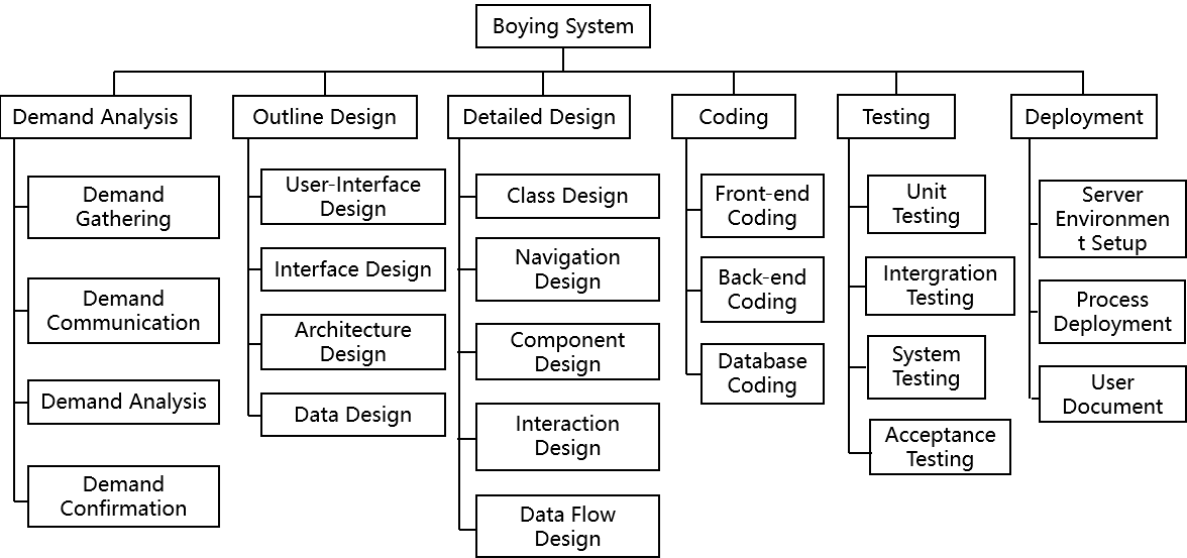 Boying System
Demand Analysis
Outline Design
Detailed Design
Coding
Testing
Deployment
Demand
Gathering
Demand
Communication
Demand Analysis
Demand
Confirmation
User-Interface
Design
Interface Design
Architecture
Design
Data Design
Class Design
Navigation
Design
Component
Design
Interaction
Design
Data Flow
Design
Front-end
Coding
Back-end
Coding
Database
Coding
Unit
Testing
Intergration
Testing
System
Testing
Acceptance
Testing
Server
Environmen
t Setup
Process
Deployment
User
Document